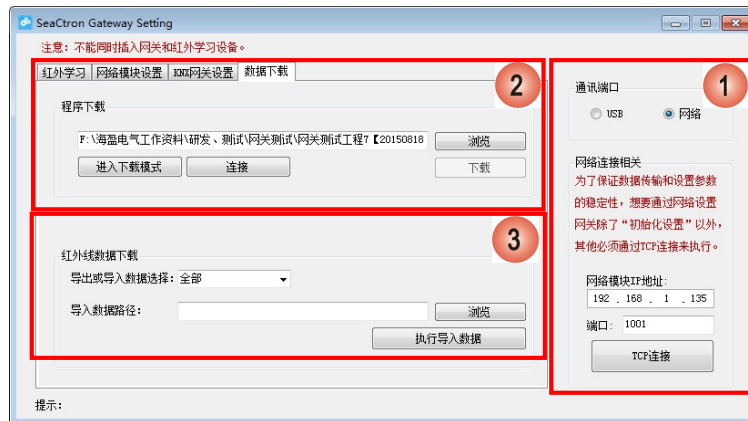 SeaCtron Gateway Setting
注意：不能同时插入网关和红外学习设备。
红外学习 网络模块设置 KNX网关设置 数据下载
2
程序下载
F:\海盈电气工作资料\研发、测试\网关测试\网关测试工程7【20150818
浏览
进入下载模式 连接 下载
3
红外线数据下载
导出或导入数据选择：全部
导入数据路径：
浏览
执行导入数据
1
通讯端口
USB 网络
网络连接相关
为了保证数据传输和设置参数
的稳定性，想要通过网络设置
网关除了“初始化设置”以外，
其他必须通过TCP连接来执行。
网络模块IP地址:
192 . 168 . 1 . 135
端口: 1001
TCP连接
提示: